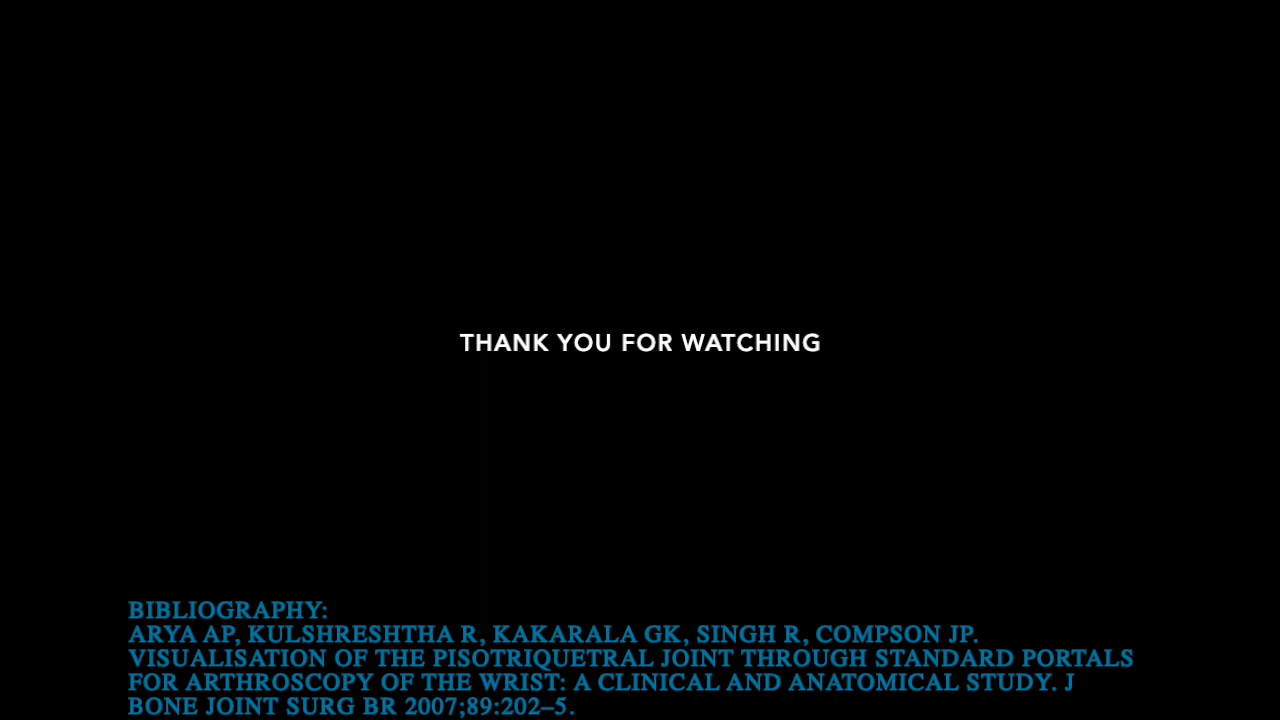 THANK YOU FOR WATCHING
BIBLIOGRAPHY:
ARYA AP, KULSHRESHTHA R, KAKARALA GK, SINGH R, COMPSON JP.
VISUALISATION OF THE PISOTRIQUETRAL JOINT THROUGH STANDARD PORTALS
FOR ARTHROSCOPY OF THE WRIST: A CLINICAL AND ANATOMICAL STUDY. J
BONE JOINT SURG BR 2007;89:202–5.